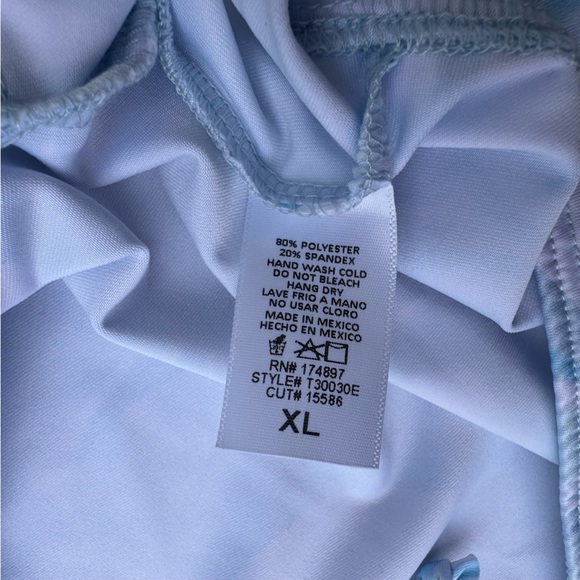 80% POLYESTER
20% SPANDEX
HAND WASH COLD
DO NOT BLEACH
HANG DRY
LAVE FRIO A MANO
NO USAR CLORO
MADE IN MEXICO
HECHO EN MEXICO
RN# 174897
STYLE# T30030E
CUT# 15586
XL